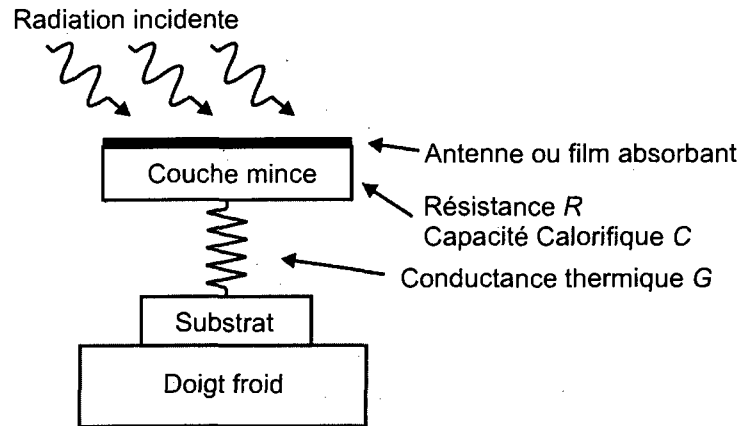 Radiation incidente
Antenne ou film absorbant
Couche mince
Résistance R
Capacité Calorifique C
Conductance thermique G
Substrat
Doigt froid